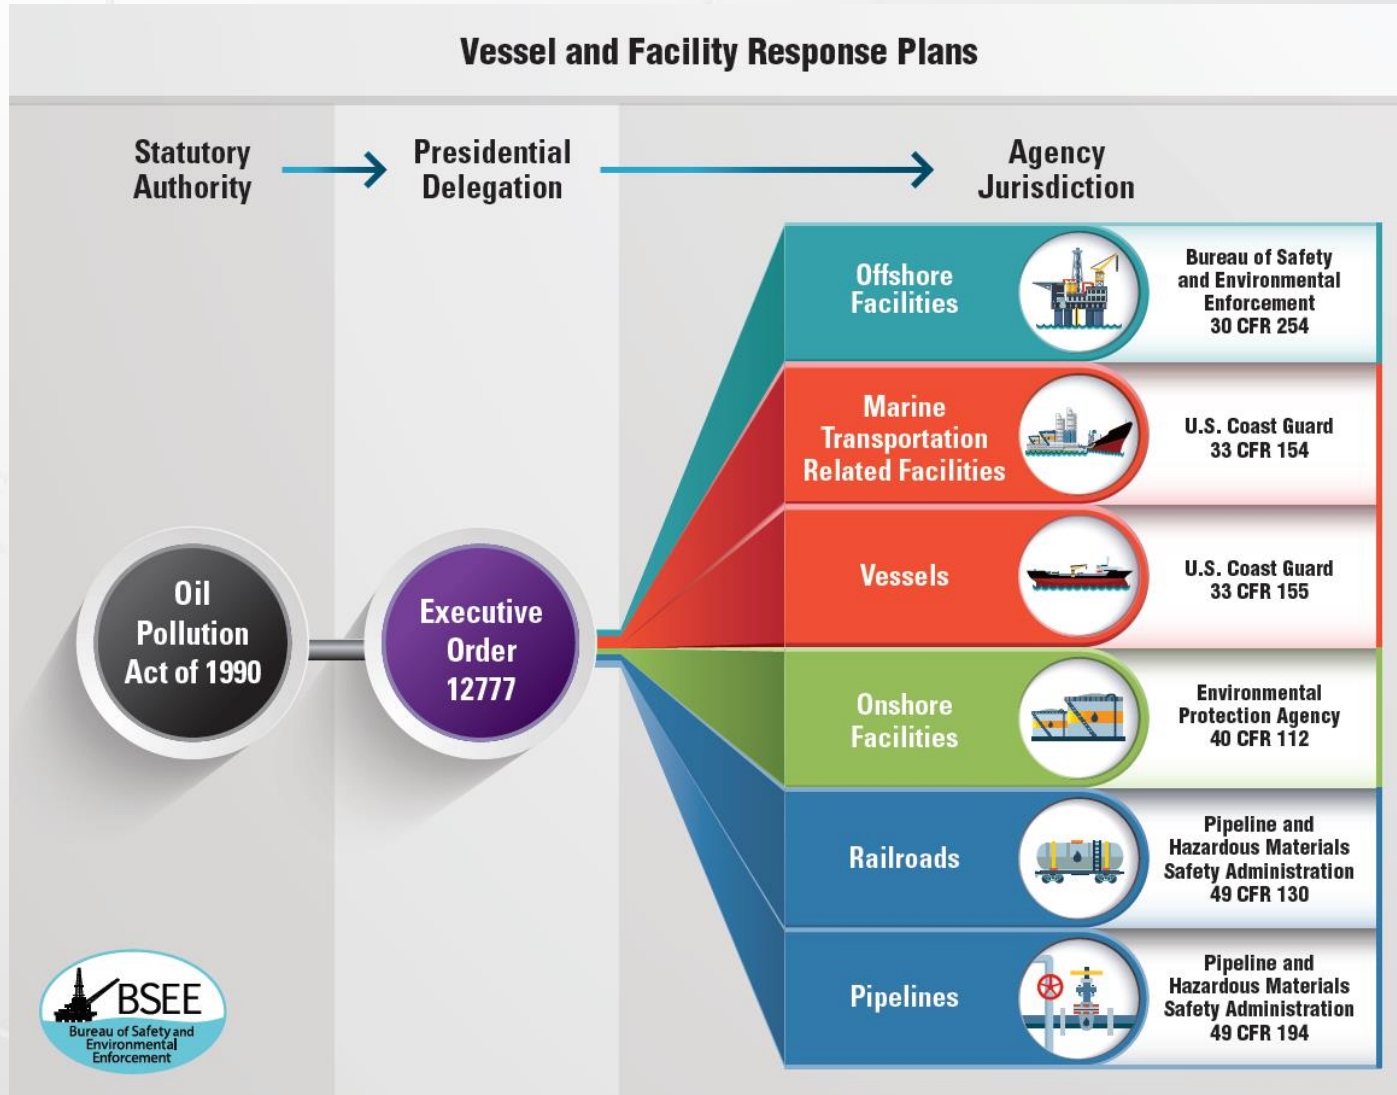 Vessel and Facility Response Plans
Statutory
Authority
Presidential
Delegation
Agency
Jurisdiction
Oil
Pollution
Act of 1990
Executive
Order
12777
Offshore
Facilities
Bureau of Safety
and Environmental
Enforcement
30 CFR 254
Marine
Transportation
Related Facilities
U.S. Coast Guard
33 CFR 154
Vessels
U.S. Coast Guard
33 CFR 155
Onshore
Facilities
Environmental
Protection Agency
40 CFR 112
Railroads
Pipeline and
Hazardous Materials
Safety Administration
49 CFR 130
Pipelines
Pipeline and
Hazardous Materials
Safety Administration
49 CFR 194
BSEE
Bureau of Safety and
Environmental
Enforcement